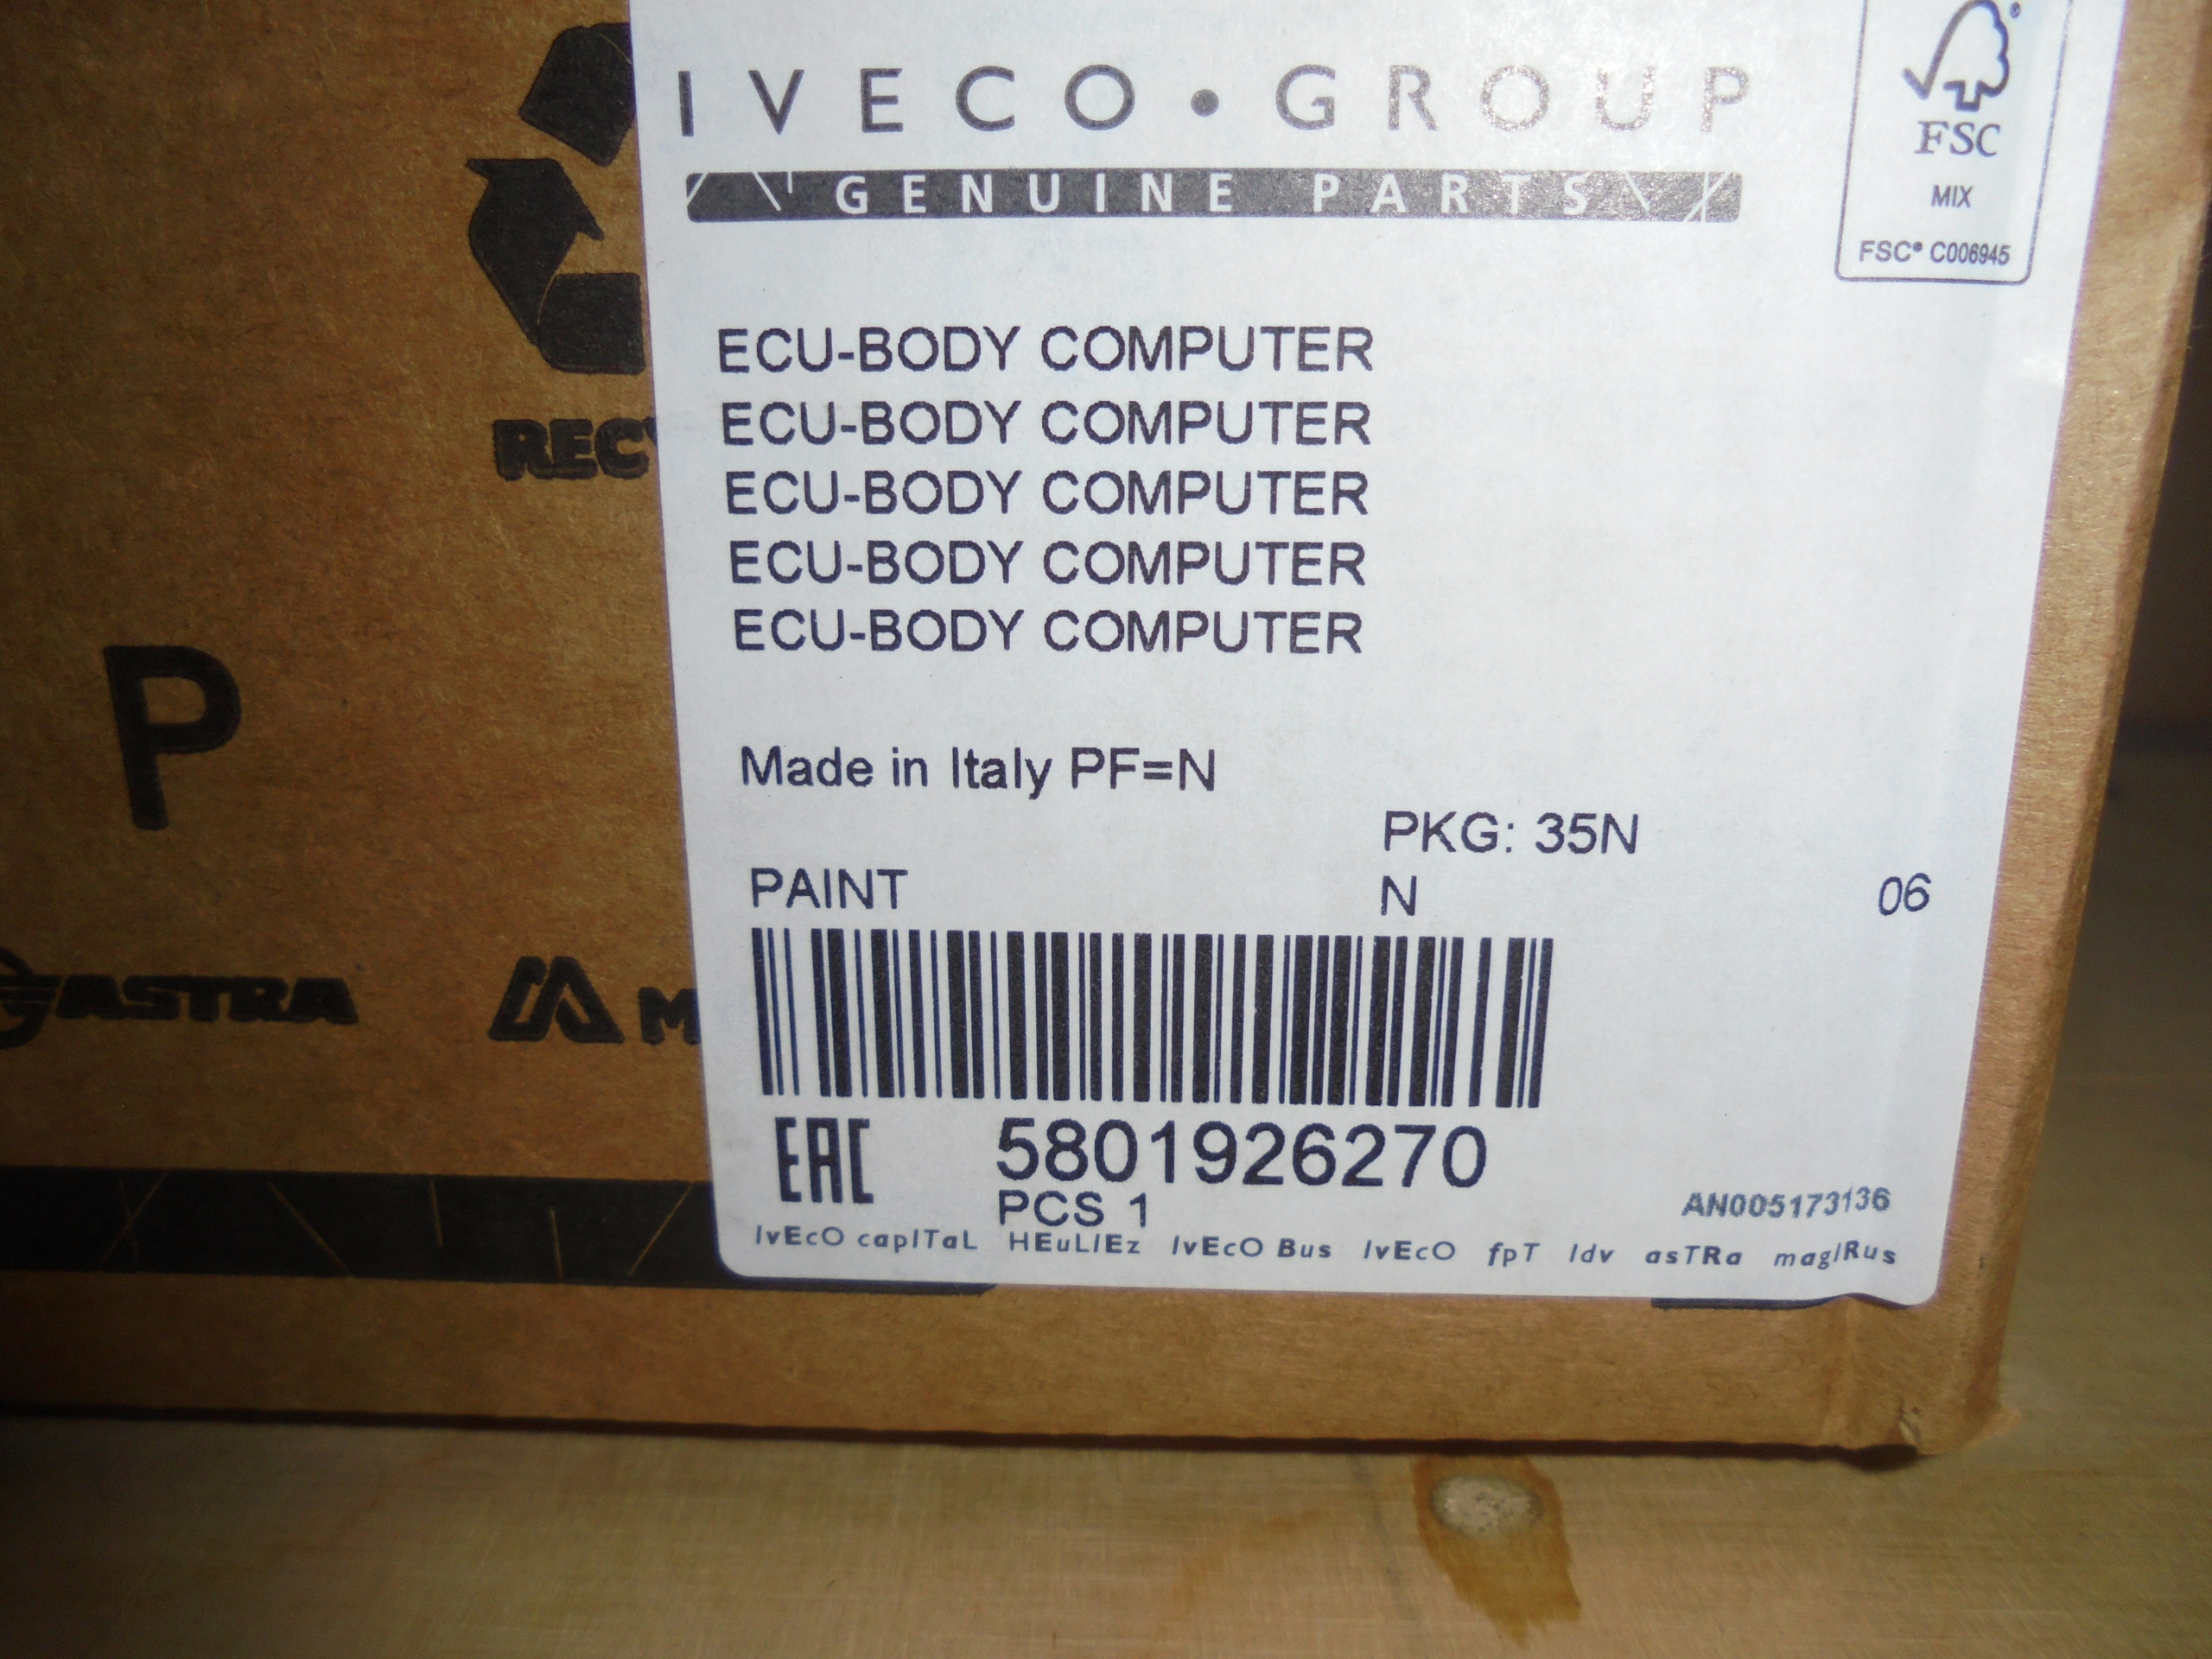 IVECO • GROUP
GENUINE PARTS
FSC
MIX
FSC® C006945
ECU-BODY COMPUTER
ECU-BODY COMPUTER
ECU-BODY COMPUTER
ECU-BODY COMPUTER
ECU-BODY COMPUTER
Made in Italy PF=N
PKG: 35N
PAINT N 06
EAC 5801926270
PCS 1
AN005173136
IvEcO capITaL HEuLIEz IvEcO Bus IvEcO fpT Idv asTRa magIRus
RECY
P
ASTRA M